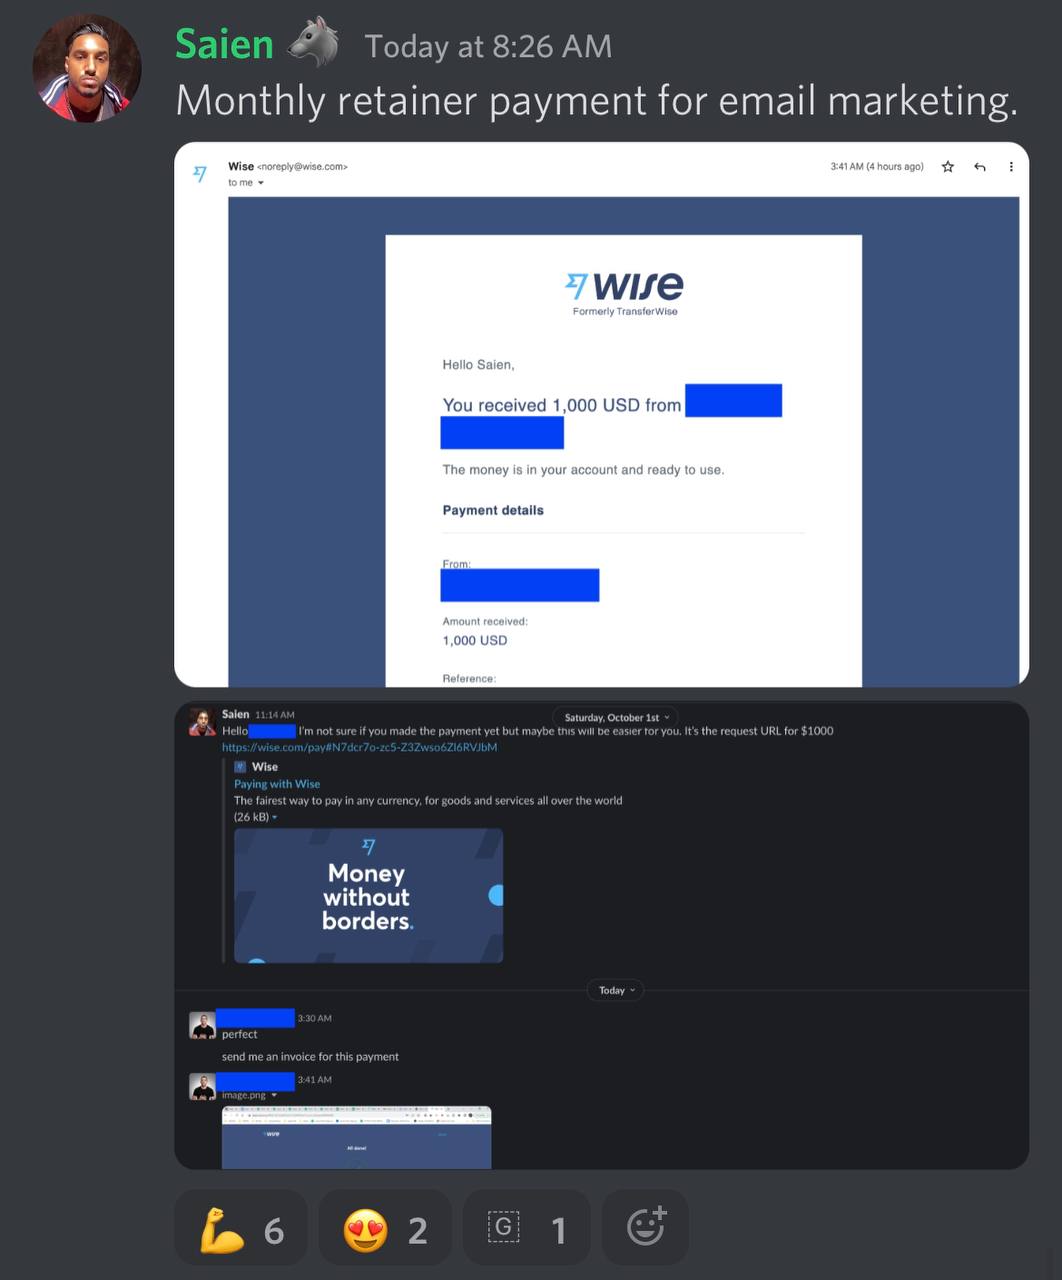 Saien Today at 8:26 AM
Monthly retainer payment for email marketing.
Wise <noreply@wise.com> 3:41 AM (4 hours ago)
to me
wise
Formerly TransferWise
Hello Saien,
You received 1,000 USD from
The money is in your account and ready to use.
Payment details
From:
Amount received:
1,000 USD
Reference:
Saien 11:14 AM
Saturday, October 1st
Hello I'm not sure if you made the payment yet but maybe this will be easier for you. It's the request URL for $1000
https://wise.com/pay#N7dcr7o-zc5-Z3Zwso6Zl6RVJbM
Wise
Paying with Wise
The fairest way to pay in any currency, for goods and services all over the world
(26 kB)
Money
without
borders.
Today
3:30 AM
perfect
send me an invoice for this payment
3:41 AM
image.png
wise
All done!
6 2 G 1